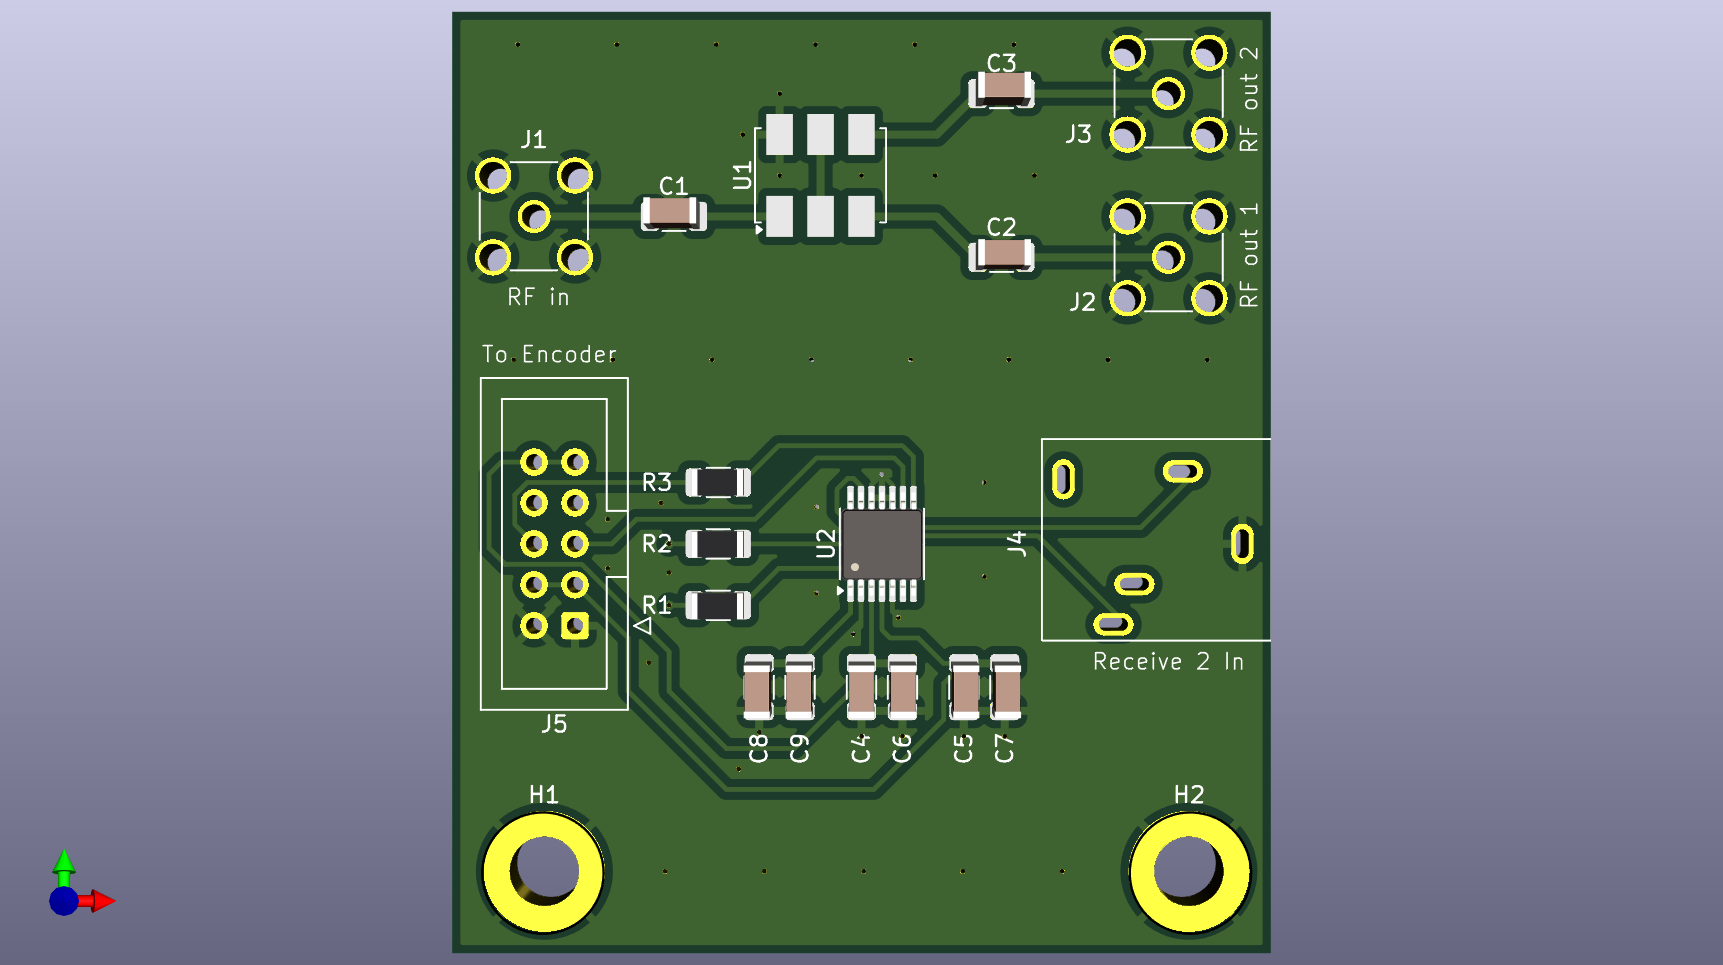 C3
RF out 2
J1
J3
U1
C1
RF out 1
C2
RF in
J2
To Encoder
R3
R2
U2
J4
R1
Receive 2 In
J5
C8
C9
C4
C6
C5
C7
H1
H2